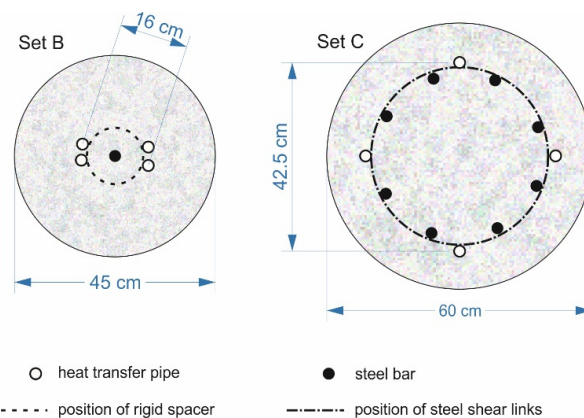 16 cm
Set B
Set C
42.5 cm
45 cm
60 cm
heat transfer pipe
steel bar
position of rigid spacer
position of steel shear links